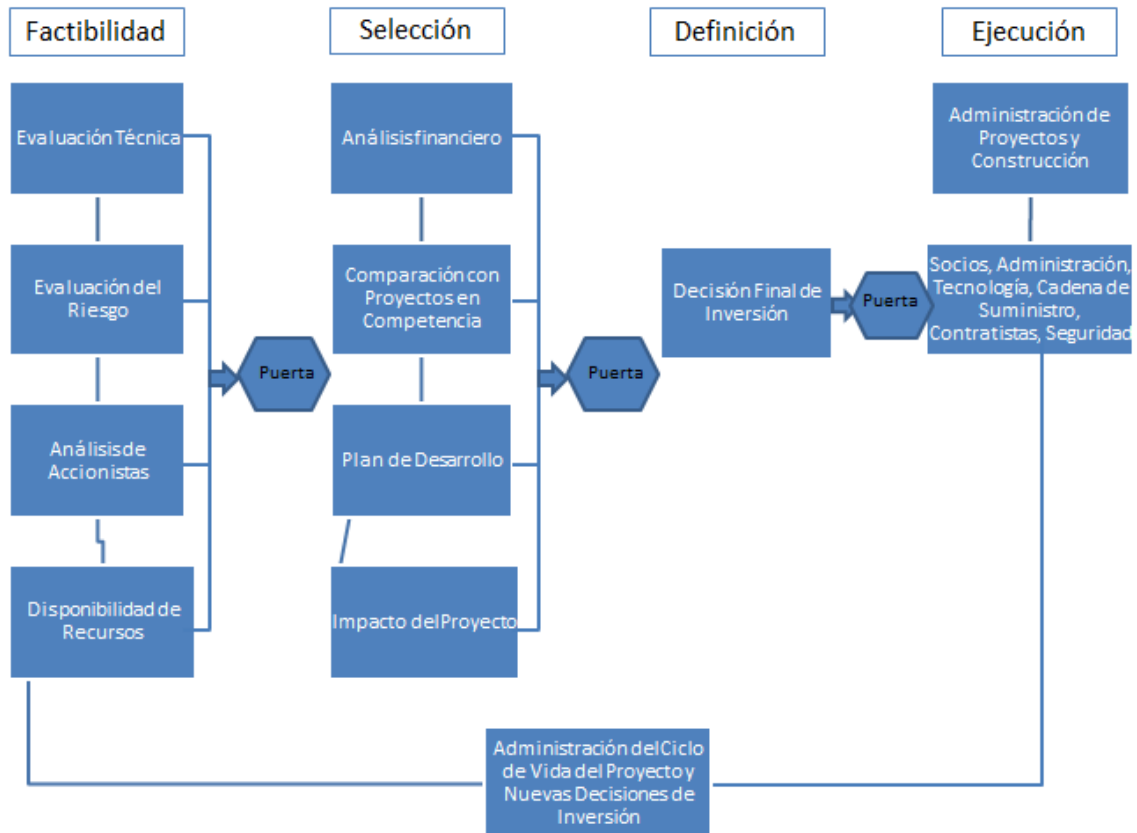 Factibilidad
Selección
Definición
Ejecución
Evaluación Técnica
Evaluación del
Riesgo
Análisis de
Accionistas
Disponibilidad de
Recursos
Puerta
Análisis financiero
Comparación con
Proyectos en
Competencia
Plan de Desarrollo
Impacto del Proyecto
Puerta
Decisión Final de
Inversión
Puerta
Administración de
Proyectos y
Construcción
Socios, Administración,
Tecnología, Cadena de
Suministro,
Contratistas, Seguridad
Administración del Ciclo
de Vida del Proyecto y
Nuevas Decisiones de
Inversión